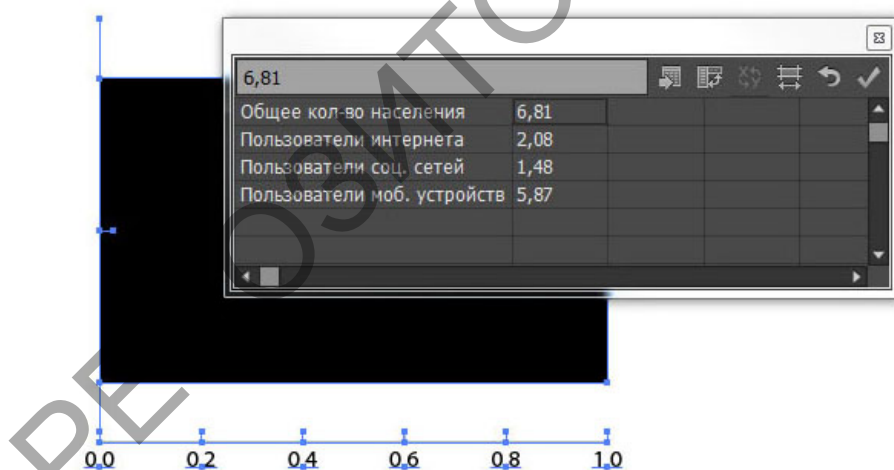 6,81
Общее кол-во населения 6,81
Пользователи интернета 2,08
Пользователи соц. сетей 1,48
Пользователи моб. устройств 5,87
0,0 0,2 0,4 0,6 0,8 1,0